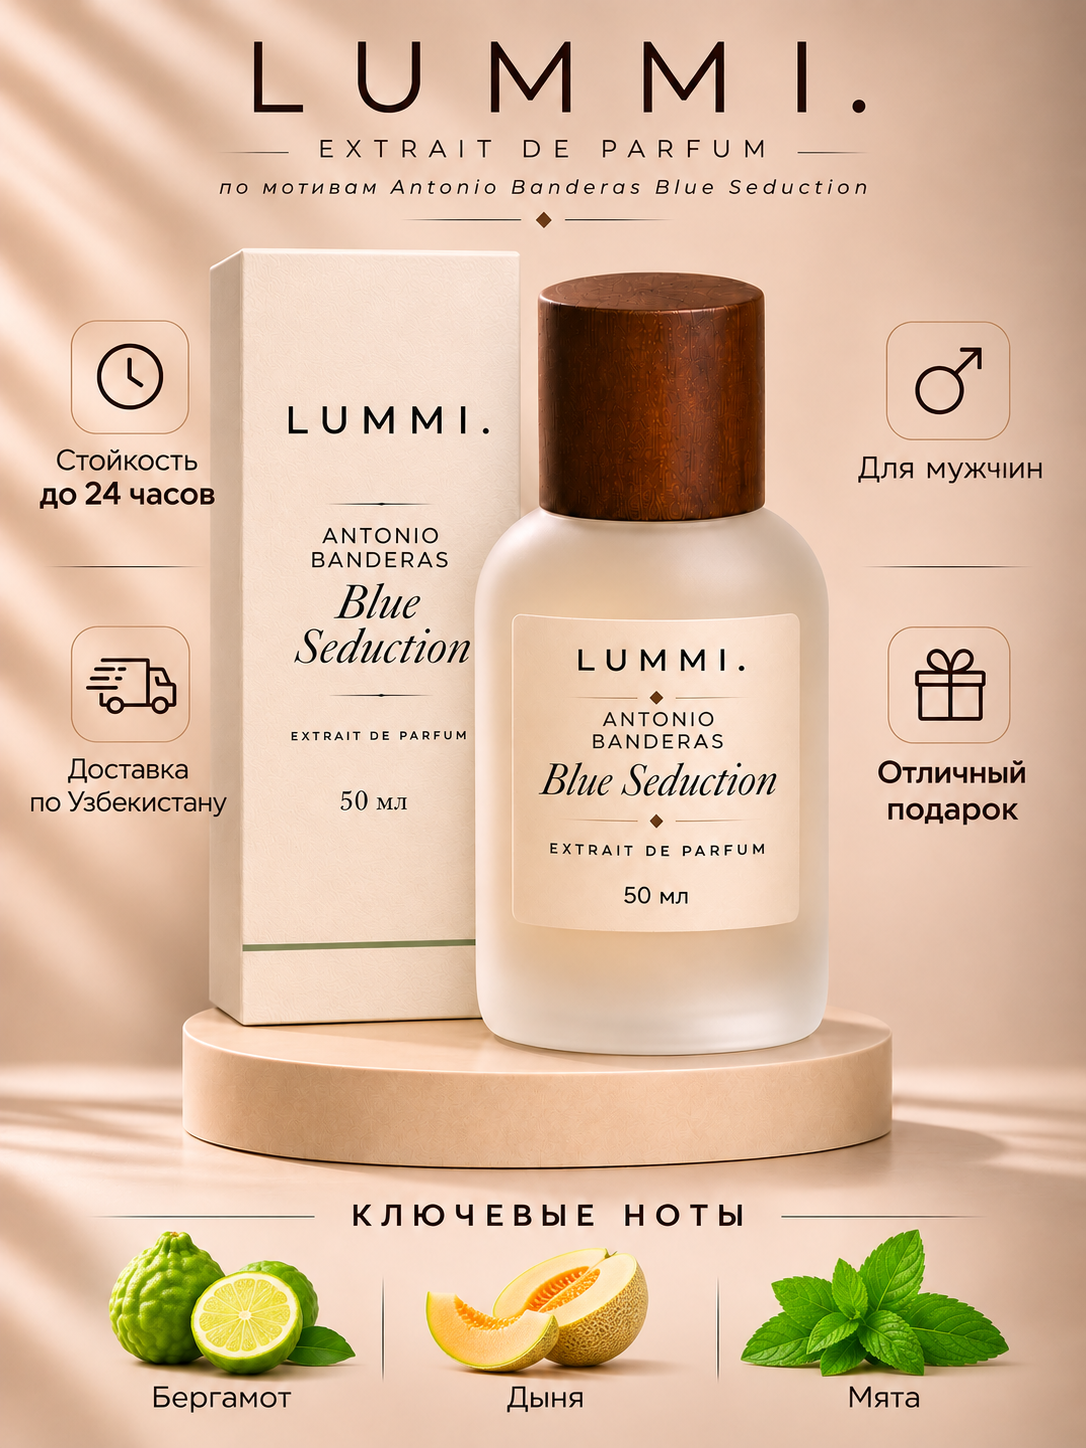 LUMMI.
EXTRAIT DE PARFUM
по мотивам Antonio Banderas Blue Seduction
Стойкость
до 24 часов
Доставка
по Узбекистану
LUMMI.
ANTONIO
BANDERAS
Blue
Seduction
EXTRAIT DE PARFUM
50 мл
LUMMI.
ANTONIO
BANDERAS
Blue Seduction
EXTRAIT DE PARFUM
50 мл
Для мужчин
Отличный
подарок
КЛЮЧЕВЫЕ НОТЫ
Бергамот
Дыня
Мята